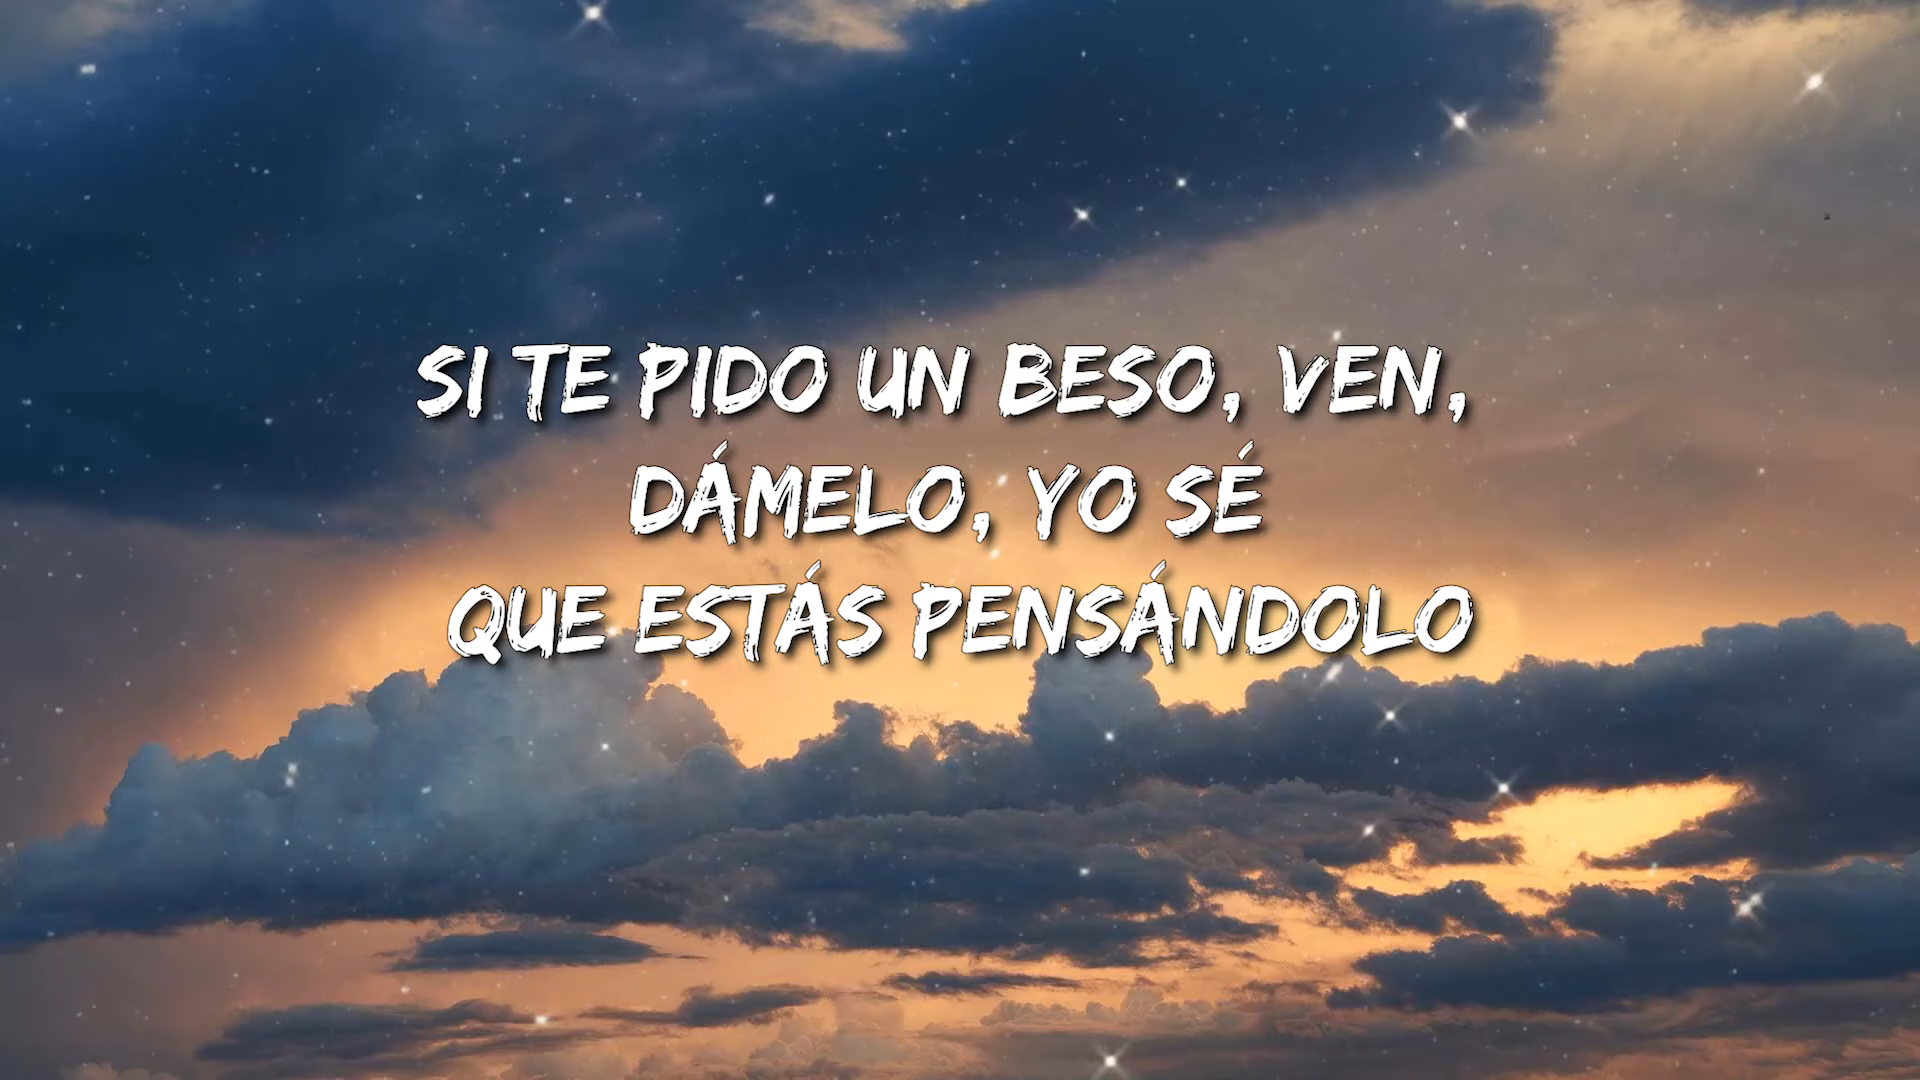 SI TE PIDO UN BESO, VEN,
DÁMELO, YO SÉ
QUE ESTÁS PENSÁNDOLO